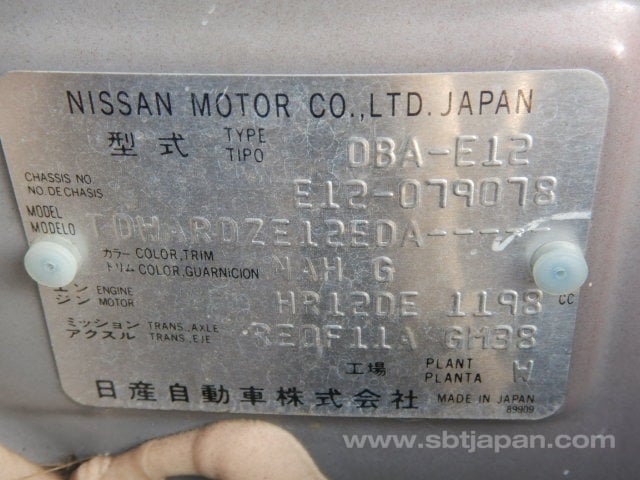 NISSAN MOTOR CO.,LTD. JAPAN
型式 TYPE TIPO DBA-E12
CHASSIS NO. NO. DE CHASIS E12-079078
MODEL MODELO TDHARDZE12EDA-----
カラー COLOR,TRIM トリム COLOR,GUARNICION NAH G
エンジン ENGINE MOTOR HR12DE 1198 CC
ミッション TRANS.,AXLE アクスル TRANS.,EJE RE0F11A GM38
工場 PLANT PLANTA W
日産自動車株式会社 MADE IN JAPAN
89909
www.sbtjapan.com